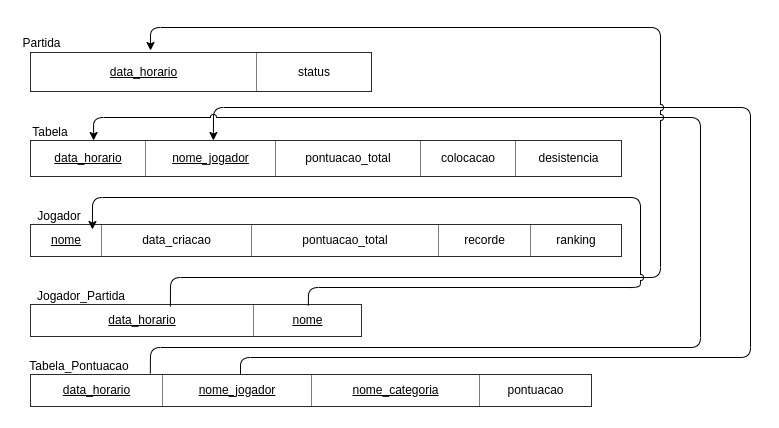 Partida
data_horario status
Tabela
data_horario nome_jogador pontuacao_total colocacao desistencia
Jogador
nome data_criacao pontuacao_total recorde ranking
Jogador_Partida
data_horario nome
Tabela_Pontuacao
data_horario nome_jogador nome_categoria pontuacao